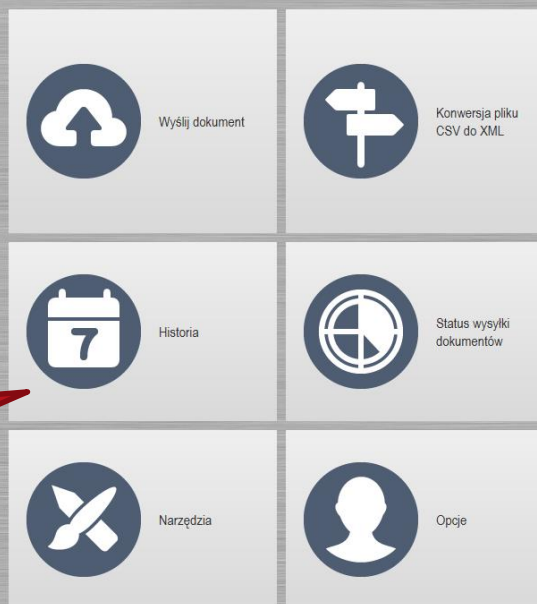 Wyślij dokument
Konwersja pliku
CSV do XML
7
Historia
Status wysyłki
dokumentów
Narzędzia
Opcje